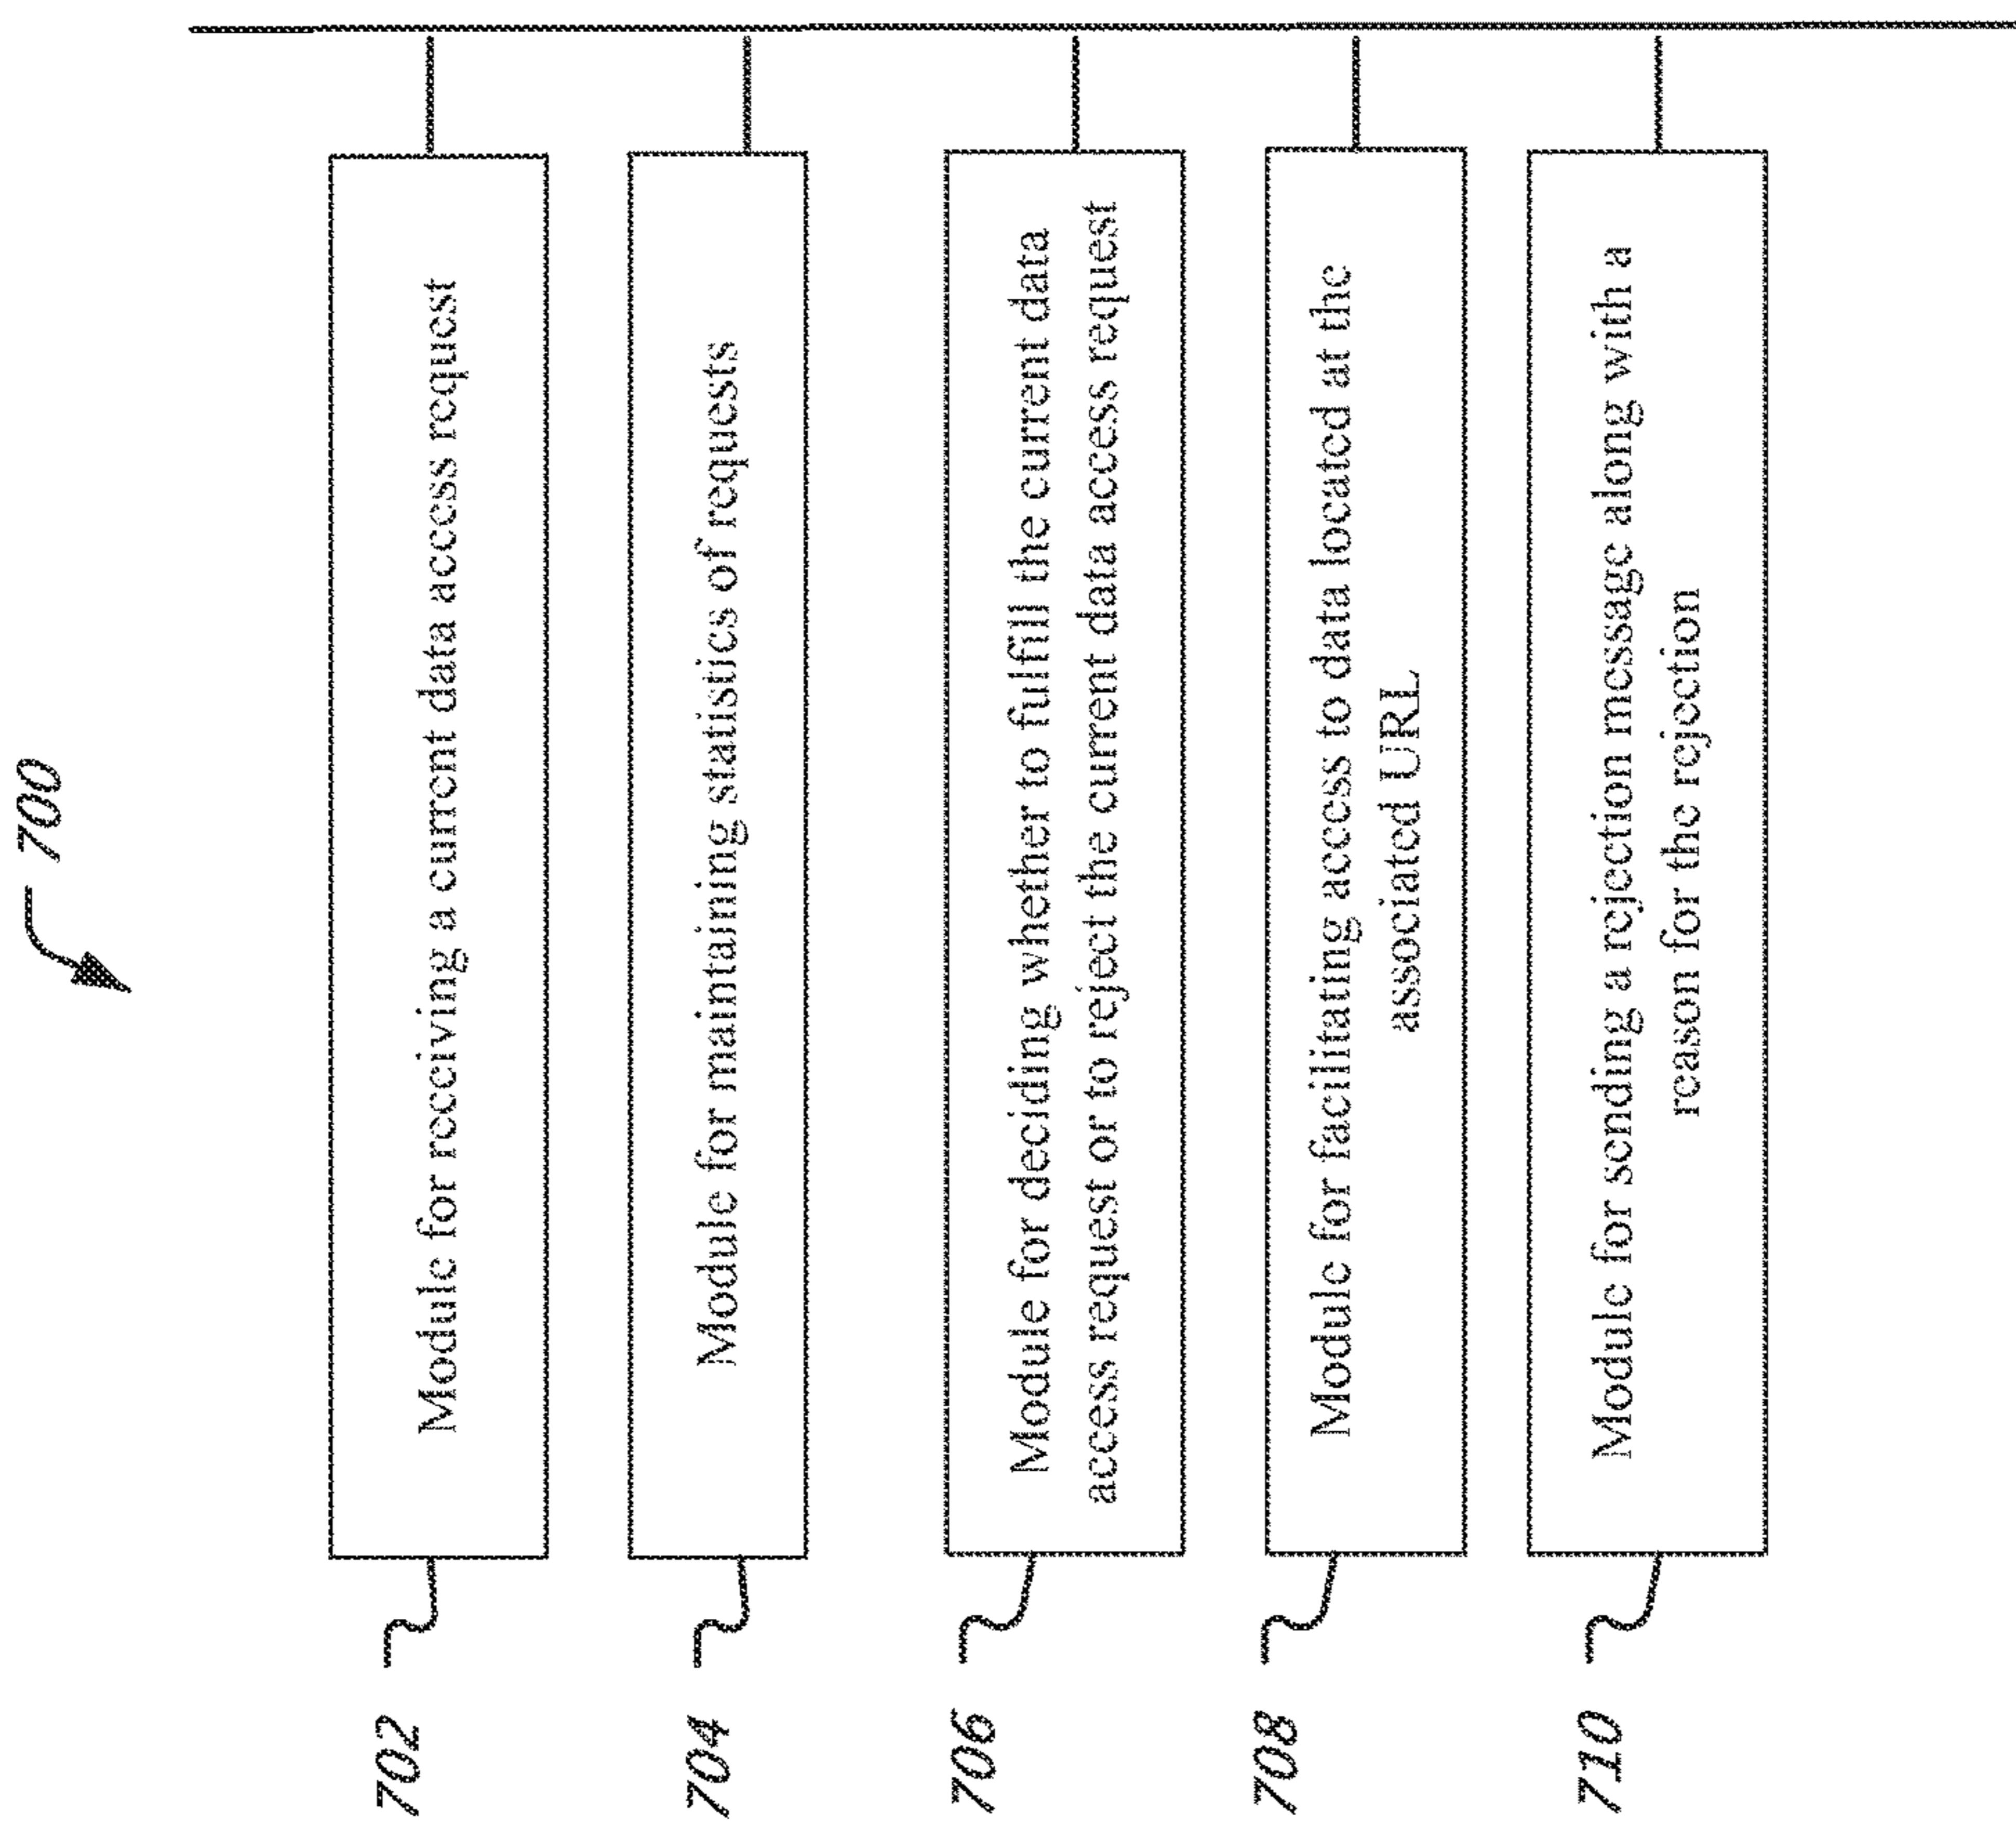 700
702
Module for receiving a current data access request
704
Module for maintaining statistics of requests
706
Module for deciding whether to fulfill the current data
access request or to reject the current data access request
708
Module for facilitating access to data located at the
associated URL
710
Module for sending a rejection message along with a
reason for the rejection